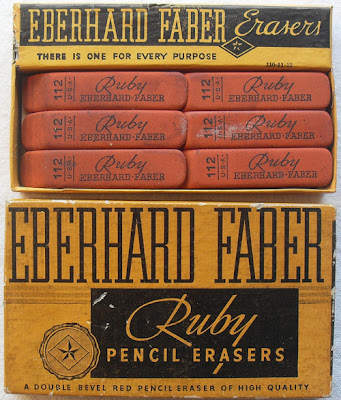 EBERHARD FABER Erasers
THERE IS ONE FOR EVERY PURPOSE
112 U.S.A. Ruby EBERHARD·FABER
112 U.S.A. Ruby EBERHARD·FABER
112 U.S.A. Ruby EBERHARD·FABER
112 U.S.A. Ruby EBERHARD·FABER
112 U.S.A. Ruby EBERHARD·FABER
112 U.S.A. Ruby EBERHARD·FABER
EBERHARD FABER
Ruby
PENCIL ERASERS
A DOUBLE BEVEL RED PENCIL ERASER OF HIGH QUALITY